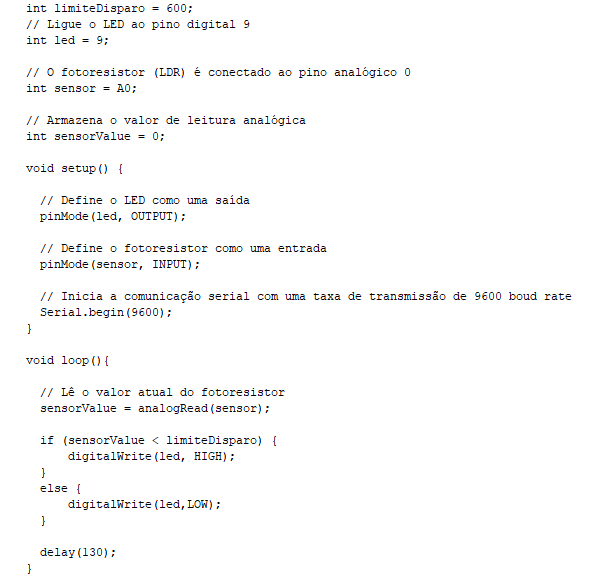 int limiteDisparo = 600;
// Ligue o LED ao pino digital 9
int led = 9;
// O fotoresistor (LDR) é conectado ao pino analógico 0
int sensor = A0;
// Armazena o valor de leitura analógica
int sensorValue = 0;
void setup() {
// Define o LED como uma saída
pinMode(led, OUTPUT);
// Define o fotoresistor como uma entrada
pinMode(sensor, INPUT);
// Inicia a comunicação serial com uma taxa de transmissão de 9600 boud rate
Serial.begin(9600);
}
void loop(){
// Lê o valor atual do fotoresistor
sensorValue = analogRead(sensor);
if (sensorValue < limiteDisparo) {
digitalWrite(led, HIGH);
}
else {
digitalWrite(led,LOW);
}
delay(130);
}